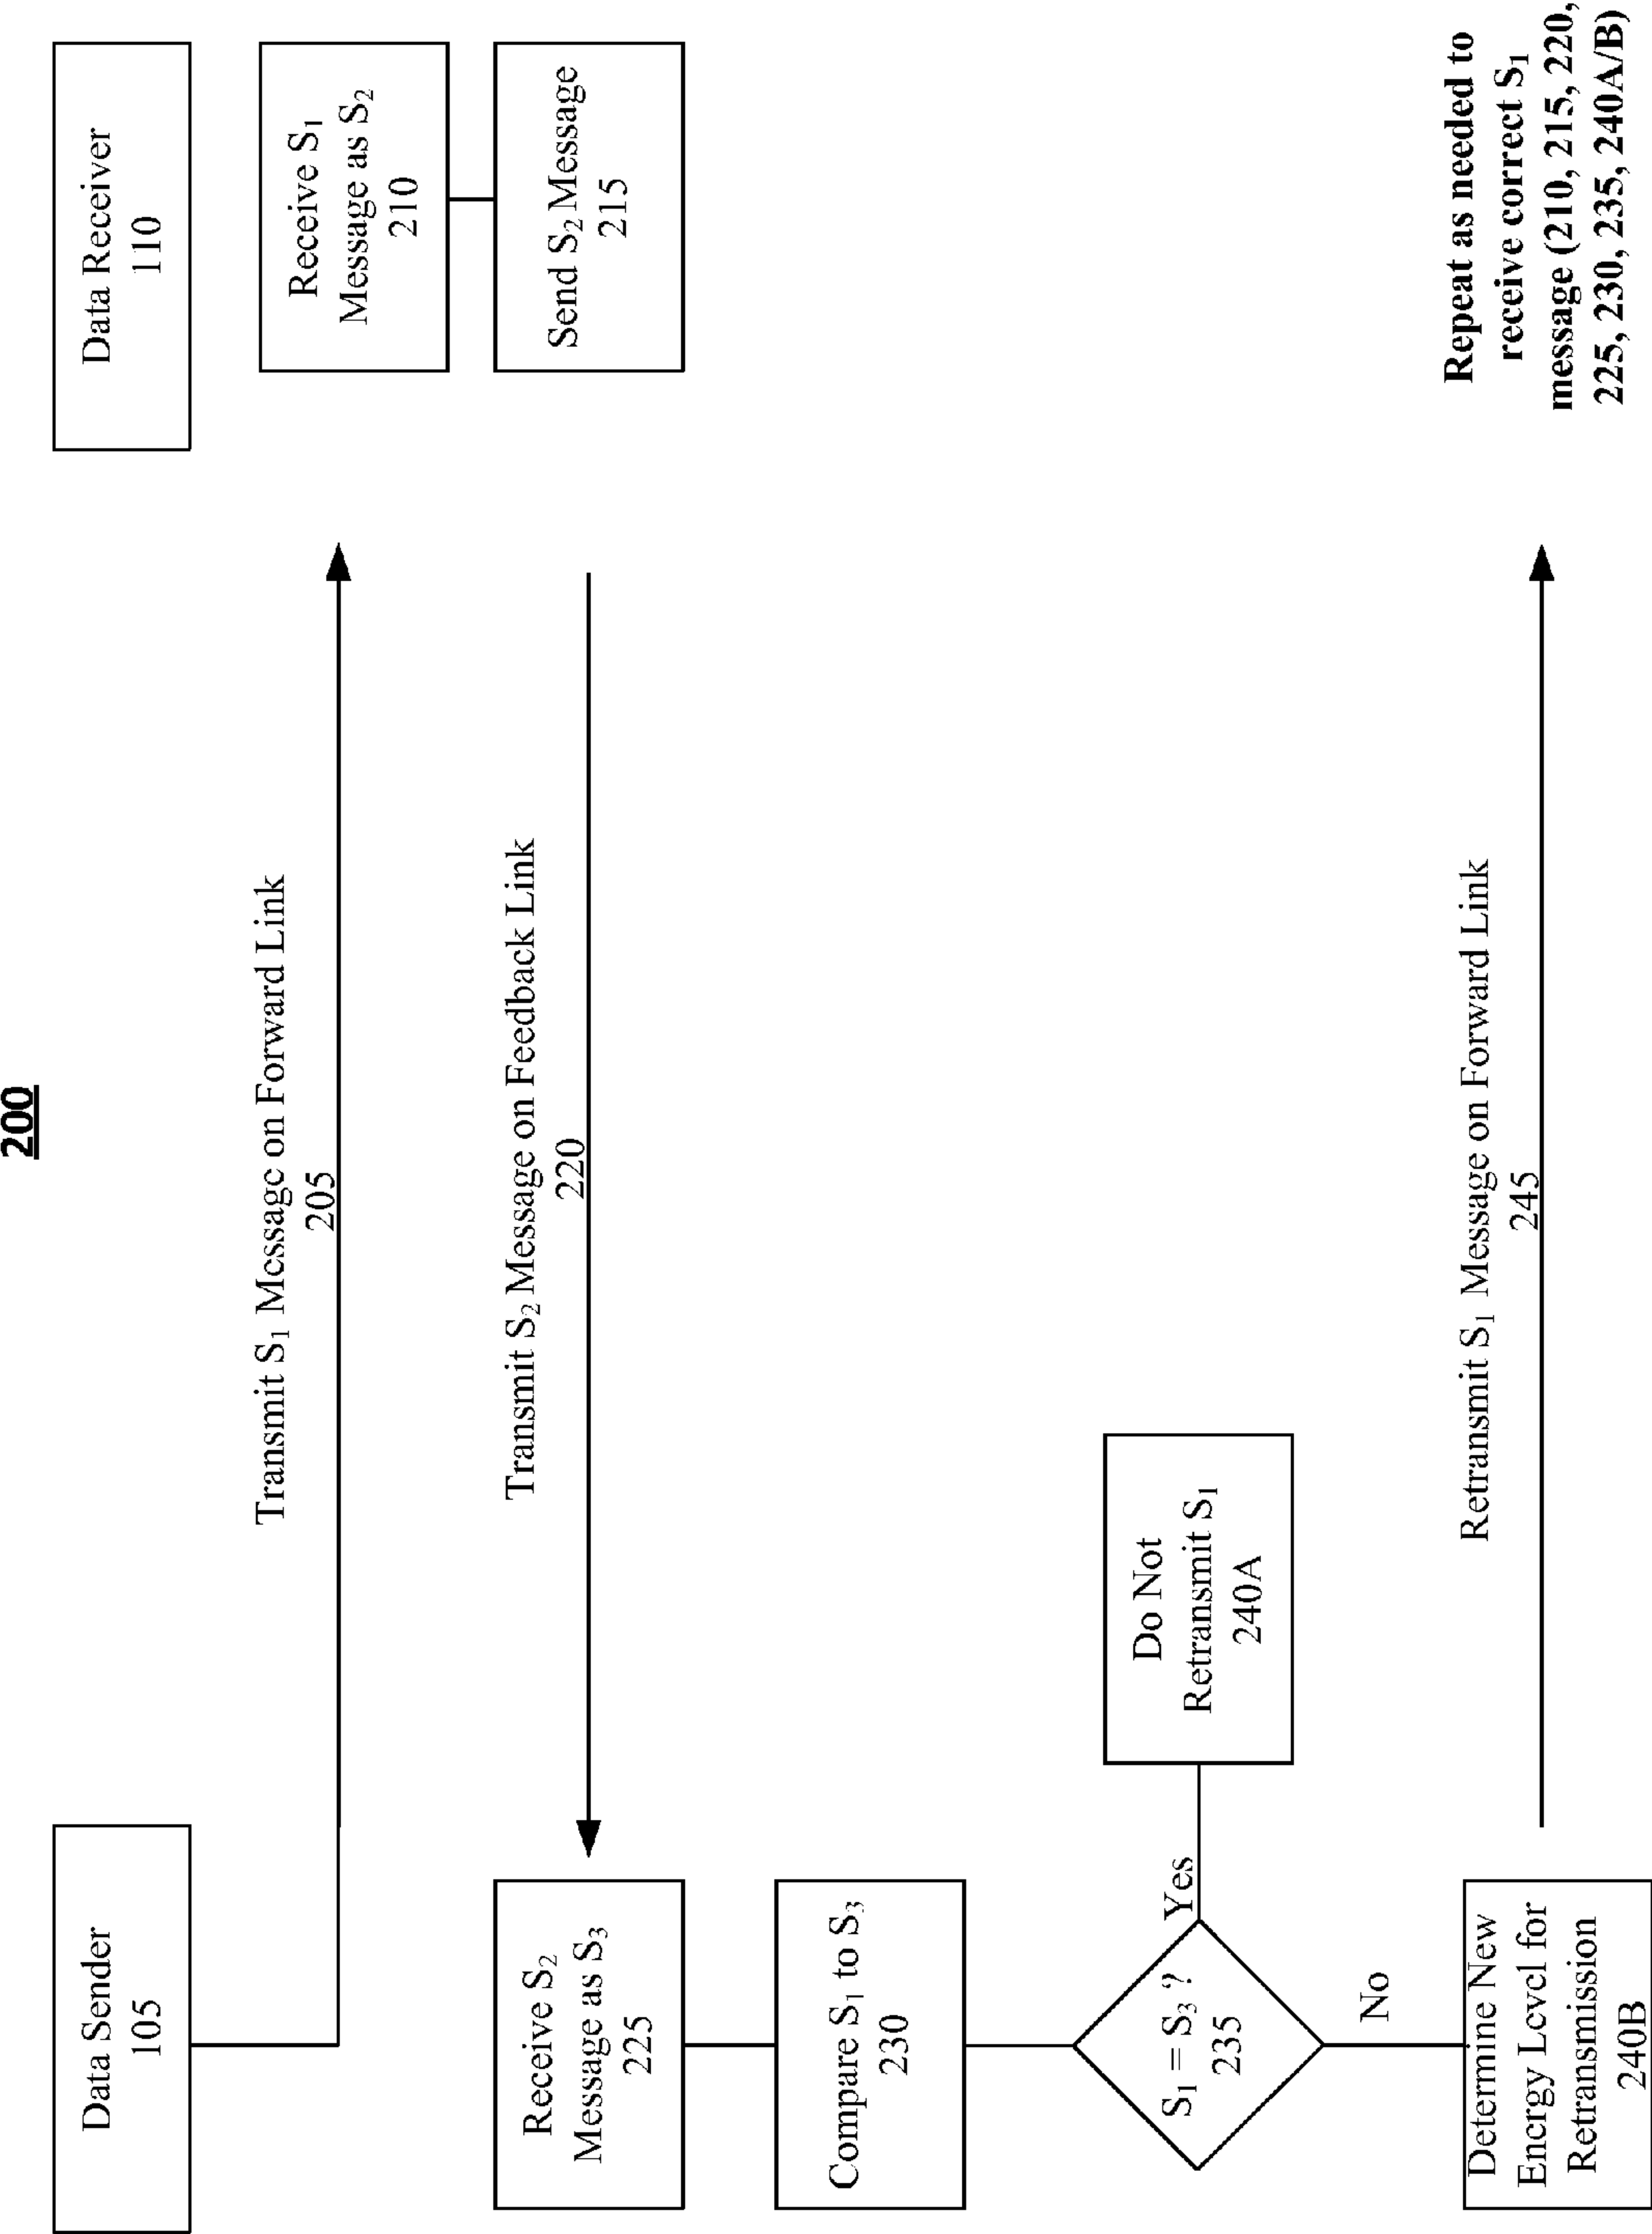 200
Data Sender
105
Data Receiver
110
Transmit S₁ Message on Forward Link
205
Receive S₁
Message as S₂
210
Send S₂ Message
215
Transmit S₂ Message on Feedback Link
220
Receive S₂
Message as S₃
225
Compare S₁ to S₃
230
S₁ = S₃ ?
235
Yes
Do Not
Retransmit S₁
240A
No
Determine New
Energy Level for
Retransmission
240B
Retransmit S₁ Message on Forward Link
245
Repeat as needed to
receive correct S₁
message (210, 215, 220,
225, 230, 235, 240A/B)